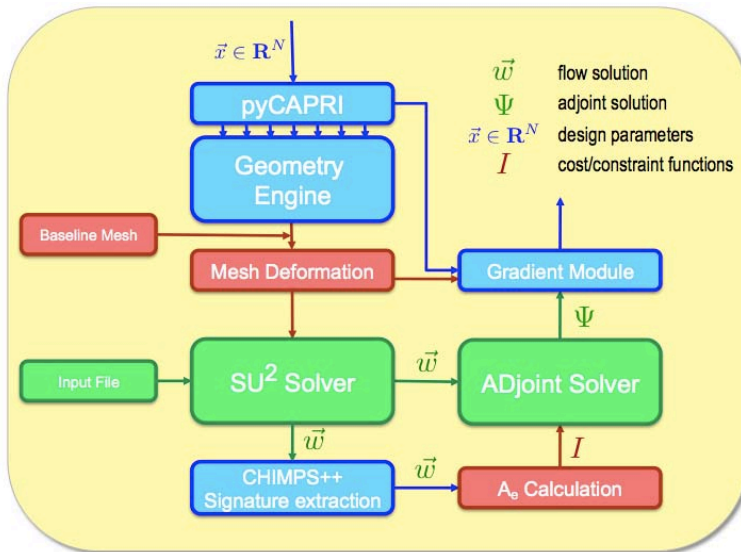 x⃗ ∈ R^N
pyCAPRI
Geometry
Engine
Baseline Mesh
Mesh Deformation
Input File
SU² Solver
w⃗
w⃗
CHIMPS++
Signature extraction
w⃗
A_e Calculation
I
ADjoint Solver
Ψ
Gradient Module
w⃗ flow solution
Ψ adjoint solution
x⃗ ∈ R^N design parameters
I cost/constraint functions